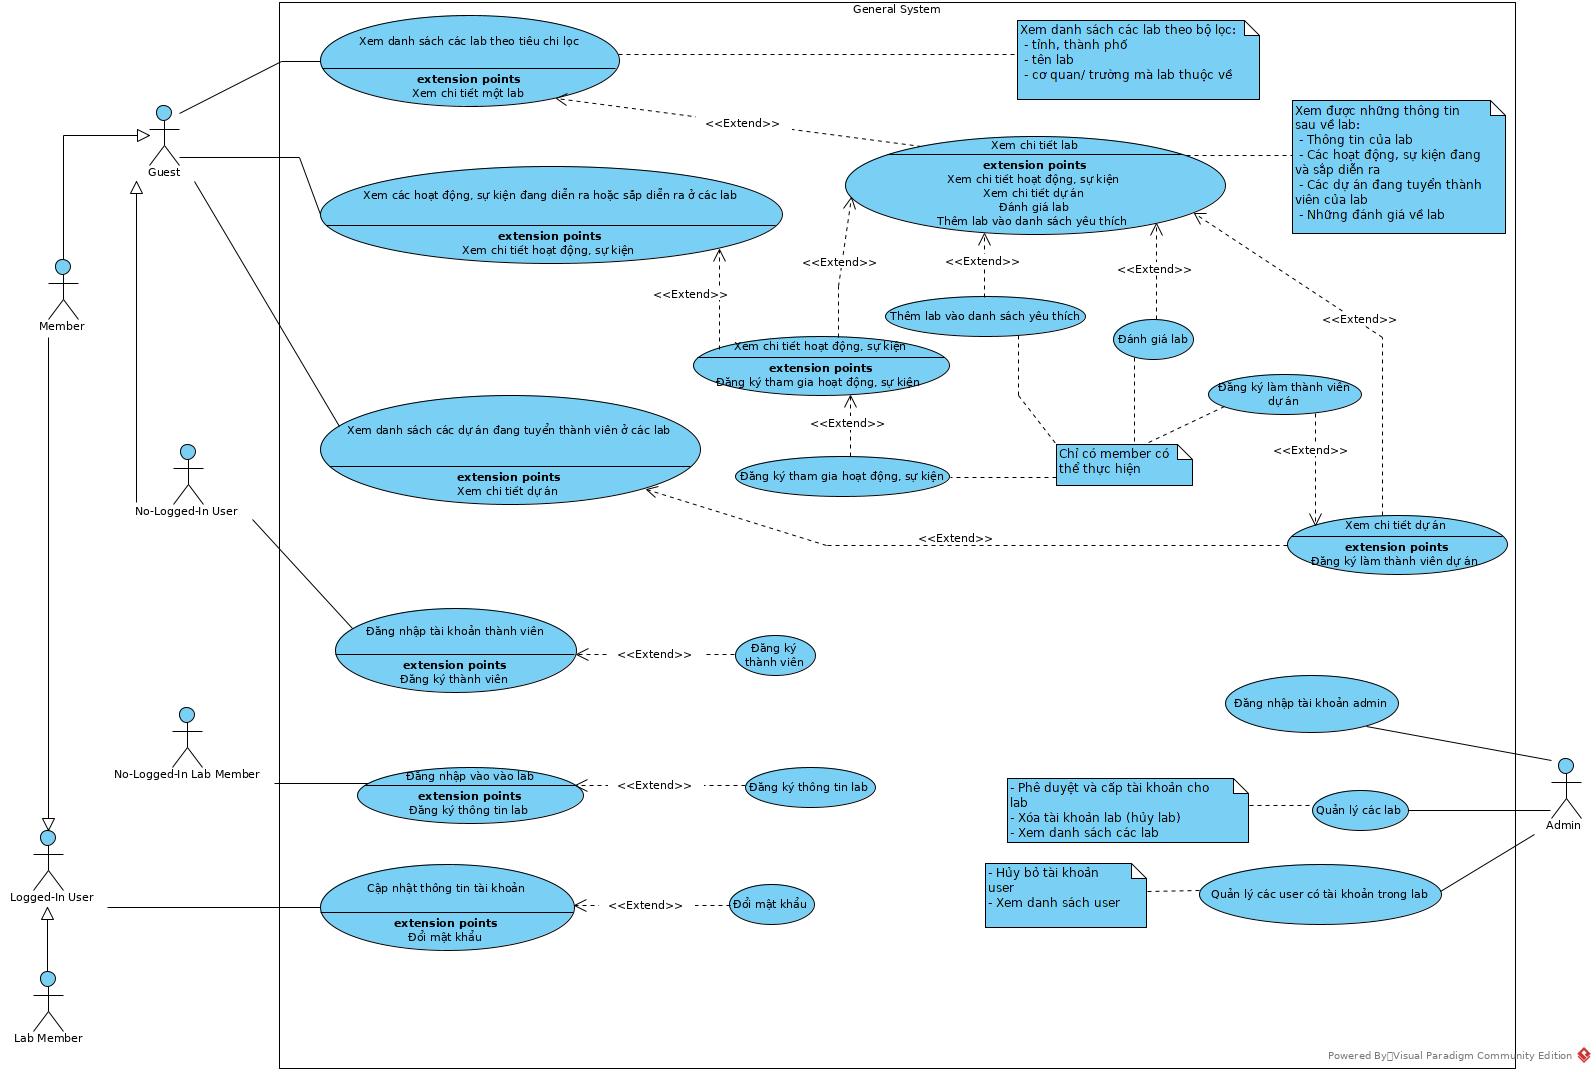 General System
Xem danh sách các lab theo tiêu chi lọc
extension points
Xem chi tiết một lab
Xem danh sách các lab theo bộ lọc:
- tỉnh, thành phố
- tên lab
- cơ quan/ trường mà lab thuộc về
<<Extend>>
Guest
Xem chi tiết lab
extension points
Xem chi tiết hoạt động, sự kiện
Xem chi tiết dự án
Đánh giá lab
Thêm lab vào danh sách yêu thích
Xem được những thông tin
sau về lab:
- Thông tin của lab
- Các hoạt động, sự kiện đang
và sắp diễn ra
- Các dự án đang tuyển thành
viên của lab
- Những đánh giá về lab
Xem các hoạt động, sự kiện đang diễn ra hoặc sắp diễn ra ở các lab
extension points
Xem chi tiết hoạt động, sự kiện
<<Extend>>
<<Extend>>
<<Extend>>
<<Extend>>
<<Extend>>
Member
Thêm lab vào danh sách yêu thích
Đánh giá lab
Xem chi tiết hoạt động, sự kiện
extension points
Đăng ký tham gia hoạt động, sự kiện
Đăng ký làm thành viên
dự án
<<Extend>>
Xem danh sách các dự án đang tuyển thành viên ở các lab
extension points
Xem chi tiết dự án
Chỉ có member có
thể thực hiện
<<Extend>>
Đăng ký tham gia hoạt động, sự kiện
No-Logged-In User
<<Extend>>
Xem chi tiết dự án
extension points
Đăng ký làm thành viên dự án
Đăng nhập tài khoản thành viên
extension points
Đăng ký thành viên
<<Extend>>
Đăng ký
thành viên
Đăng nhập tài khoản admin
No-Logged-In Lab Member
Đăng nhập vào vào lab
extension points
Đăng ký thông tin lab
<<Extend>>
Đăng ký thông tin lab
- Phê duyệt và cấp tài khoản cho
lab
- Xóa tài khoản lab (hủy lab)
- Xem danh sách các lab
Quản lý các lab
Admin
Logged-In User
Cập nhật thông tin tài khoản
extension points
Đổi mật khẩu
<<Extend>>
Đổi mật khẩu
- Hủy bỏ tài khoản
user
- Xem danh sách user
Quản lý các user có tài khoản trong lab
Lab Member
Powered By Visual Paradigm Community Edition